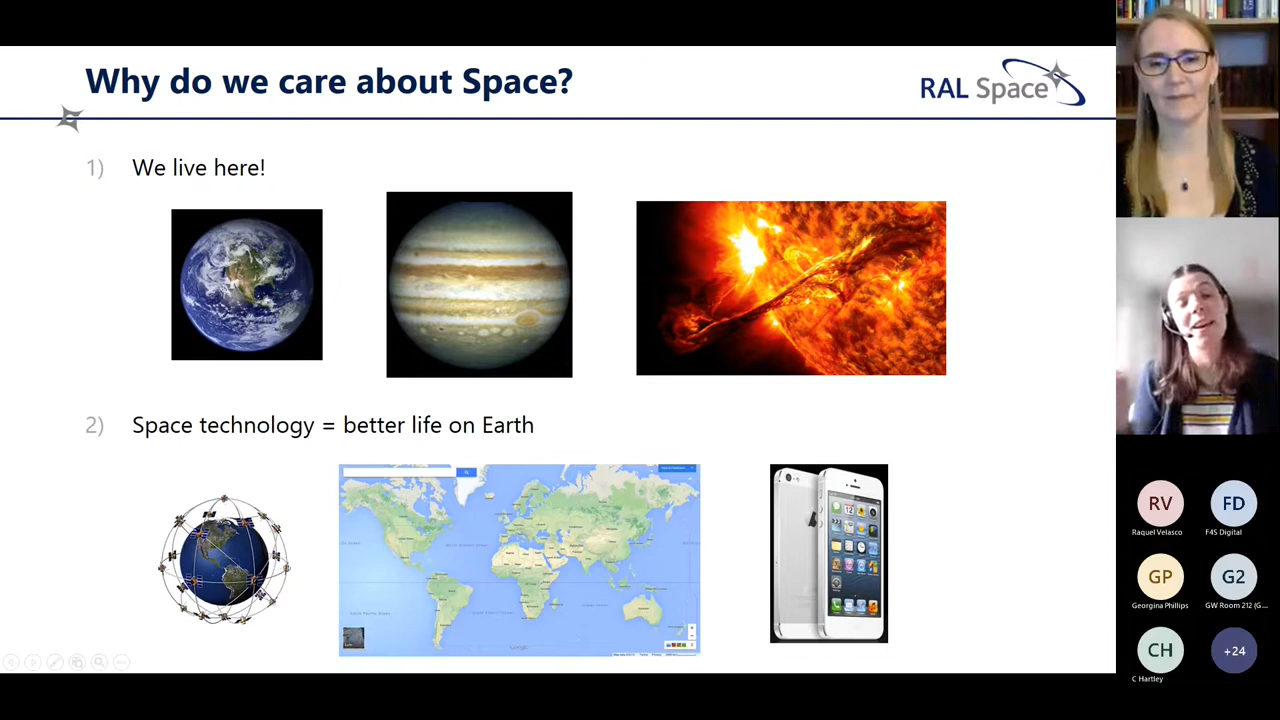 Why do we care about Space?
RAL Space
1) We live here!
2) Space technology = better life on Earth
RV
FD
Raquel Velasco
F4S Digital
GP
G2
Georgina Phillips
GW Room 212 (G...
CH
+24
C Hartley